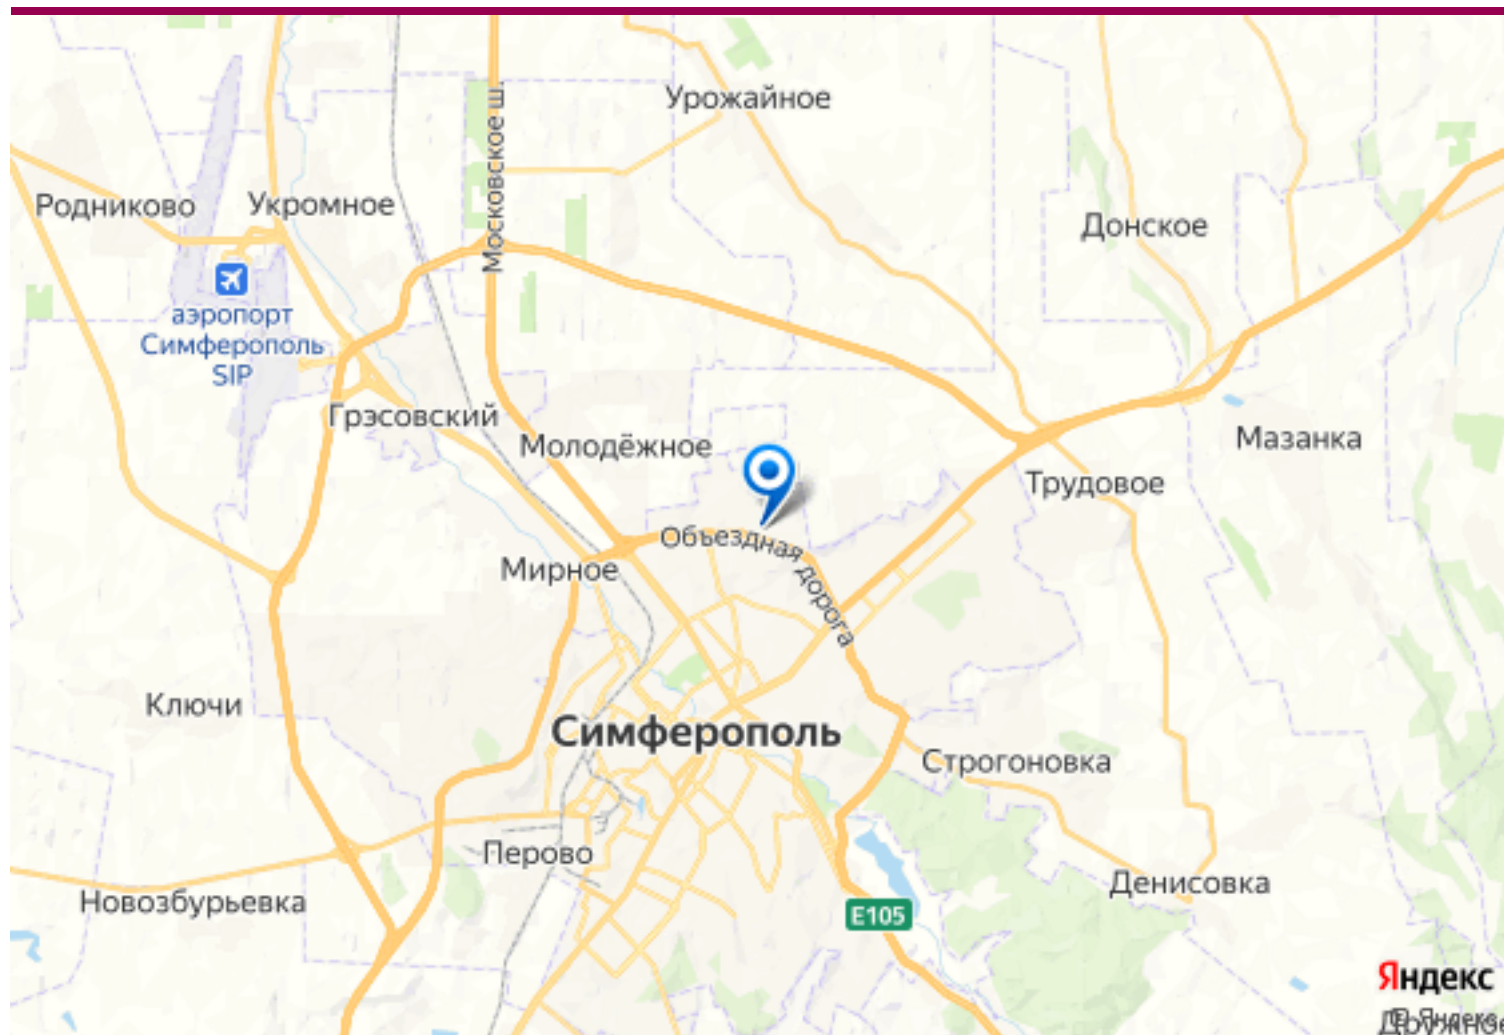 Урожайное
Московское ш.
Родниково
Укромное
Донское
аэропорт
Симферополь
SIP
Грэсовский
Молодёжное
Мазанка
Трудовое
Объездная дорога
Мирное
Ключи
Симферополь
Строгоновка
Перово
Денисовка
Новозбурьевка
E105
Яндекс